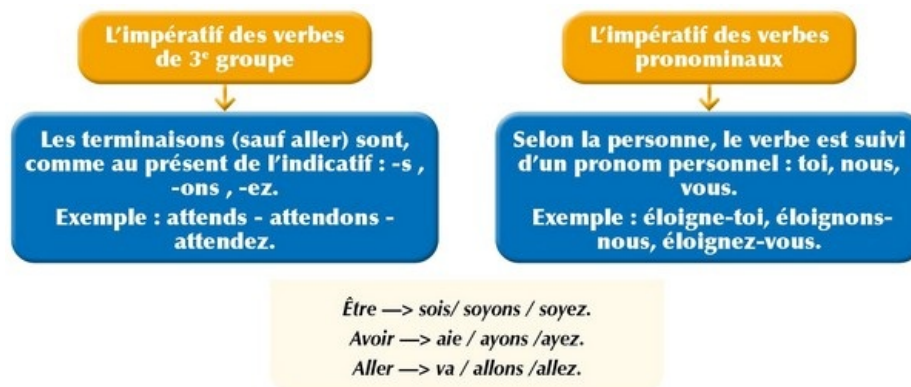 L'impératif des verbes
de 3e groupe
Les terminaisons (sauf aller) sont,
comme au présent de l'indicatif : -s ,
-ons , -ez.
Exemple : attends - attendons -
attendez.
L'impératif des verbes
pronominaux
Selon la personne, le verbe est suivi
d'un pronom personnel : toi, nous,
vous.
Exemple : éloigne-toi, éloignons-
nous, éloignez-vous.
Être —> sois/ soyons / soyez.
Avoir —> aie / ayons /ayez.
Aller —> va / allons /allez.